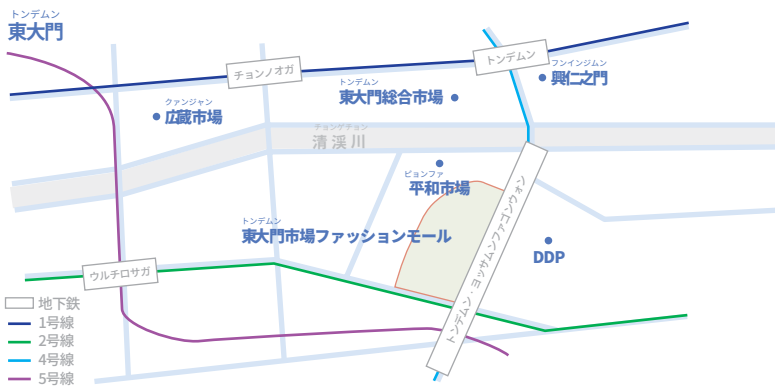 トンデムン
東大門
チョンノオガ
トンデムン
フンインジムン
興仁之門
トンデムン
東大門総合市場
クァンジャン
広蔵市場
チョングチョン
清渓川
ピョンファ
平和市場
トンデムン
東大門市場ファッションモール
トンデムン・ヨッサムンファゴンウォン
DDP
ウルチロサガ
地下鉄
1号線
2号線
4号線
5号線